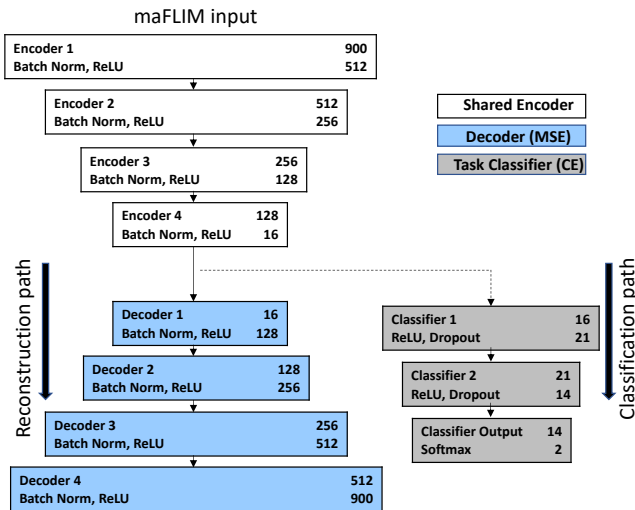 maFLIM input
Encoder 1 900
Batch Norm, ReLU 512
Encoder 2 512
Batch Norm, ReLU 256
Encoder 3 256
Batch Norm, ReLU 128
Encoder 4 128
Batch Norm, ReLU 16
Shared Encoder
Decoder (MSE)
Task Classifier (CE)
Reconstruction path
Decoder 1 16
Batch Norm, ReLU 128
Decoder 2 128
Batch Norm, ReLU 256
Decoder 3 256
Batch Norm, ReLU 512
Decoder 4 512
Batch Norm, ReLU 900
Classifier 1 16
ReLU, Dropout 21
Classifier 2 21
ReLU, Dropout 14
Classifier Output 14
Softmax 2
Classification path